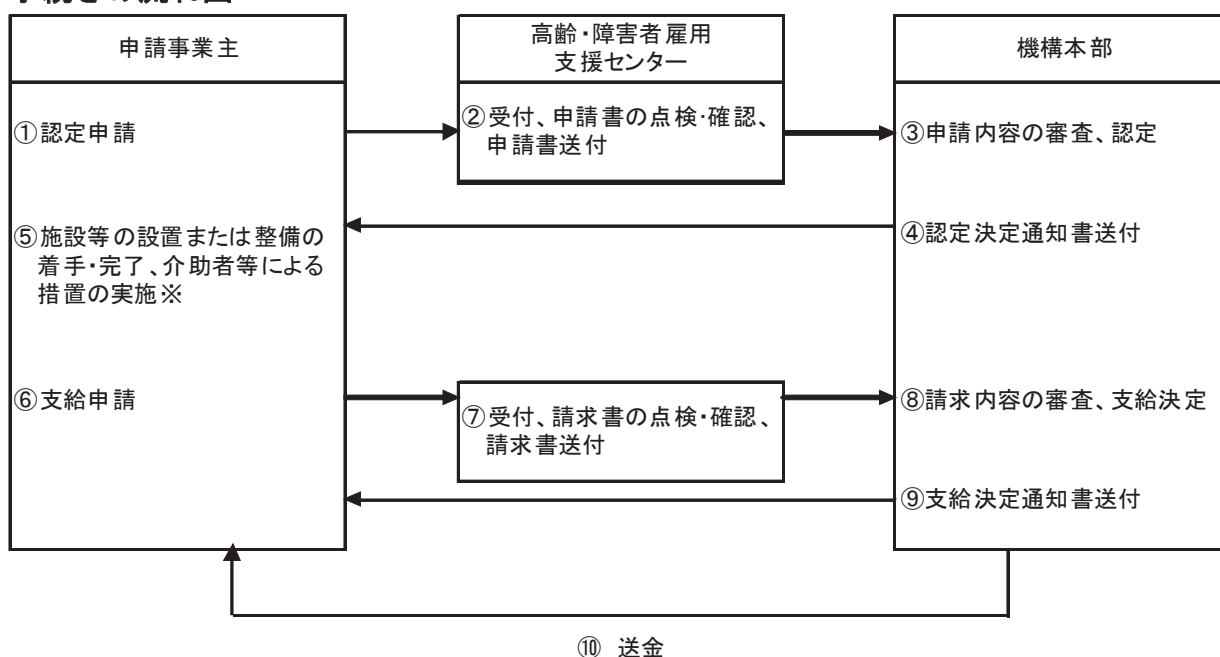 申請事業主
高齢・障害者雇用
支援センター
機構本部
①認定申請
②受付、申請書の点検・確認、
申請書送付
③申請内容の審査、認定
④認定決定通知書送付
⑤施設等の設置または整備の
着手・完了、介助者等による
措置の実施※
⑥支給申請
⑦受付、請求書の点検・確認、
請求書送付
⑧請求内容の審査、支給決定
⑨支給決定通知書送付
⑩ 送金